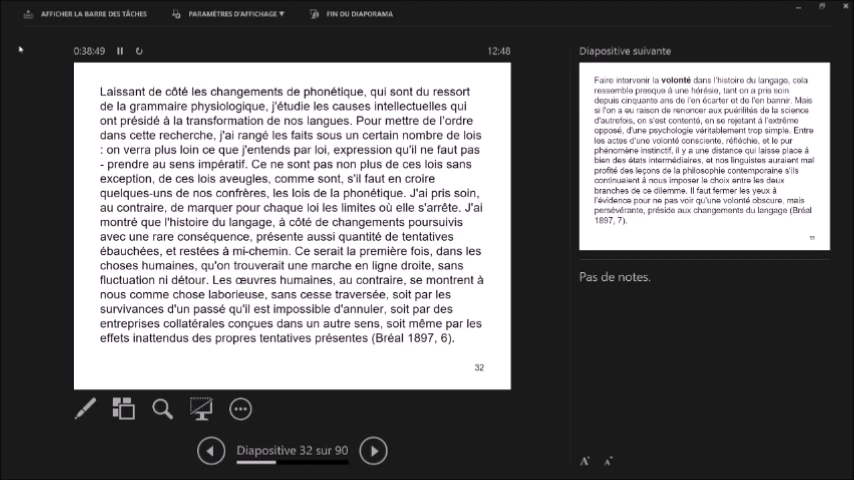 AFFICHER LA BARRE DES TÂCHES PARAMÈTRES D'AFFICHAGE ▼ FIN DU DIAPORAMA
0:38:49 12:48
Laissant de côté les changements de phonétique, qui sont du ressort
de la grammaire physiologique, j'étudie les causes intellectuelles qui
ont présidé à la transformation de nos langues. Pour mettre de l'ordre
dans cette recherche, j'ai rangé les faits sous un certain nombre de lois
: on verra plus loin ce que j'entends par loi, expression qu'il ne faut pas
- prendre au sens impératif. Ce ne sont pas non plus de ces lois sans
exception, de ces lois aveugles, comme sont, s'il faut en croire
quelques-uns de nos confrères, les lois de la phonétique. J'ai pris soin,
au contraire, de marquer pour chaque loi les limites où elle s'arrête. J'ai
montré que l'histoire du langage, à côté de changements poursuivis
avec une rare conséquence, présente aussi quantité de tentatives
ébauchées, et restées à mi-chemin. Ce serait la première fois, dans les
choses humaines, qu'on trouverait une marche en ligne droite, sans
fluctuation ni détour. Les œuvres humaines, au contraire, se montrent à
nous comme chose laborieuse, sans cesse traversée, soit par les
survivances d'un passé qu'il est impossible d'annuler, soit par des
entreprises collatérales conçues dans un autre sens, soit même par les
effets inattendus des propres tentatives présentes (Bréal 1897, 6).
32
Diapositive 32 sur 90
Diapositive suivante
Faire intervenir la volonté dans l'histoire du langage, cela
ressemble presque à une hérésie, tant on a pris soin
depuis cinquante ans de l'en écarter et de l'en bannir. Mais
si l'on a eu raison de renoncer aux puérilités de la science
d'autrefois, on s'est contenté, en se rejetant à l'extrême
opposé, d'une psychologie véritablement trop simple. Entre
les actes d'une volonté consciente, réfléchie, et le pur
phénomène instinctif, il y a une distance qui laisse place à
bien des états intermédiaires, et nos linguistes auraient mal
profité des leçons de la philosophie contemporaine s'ils
continuaient à nous imposer le choix entre les deux
branches de ce dilemme. Il faut fermer les yeux à
l'évidence pour ne pas voir qu'une volonté obscure, mais
persévérante, préside aux changements du langage (Bréal
1897, 7).
33
Pas de notes.
A A